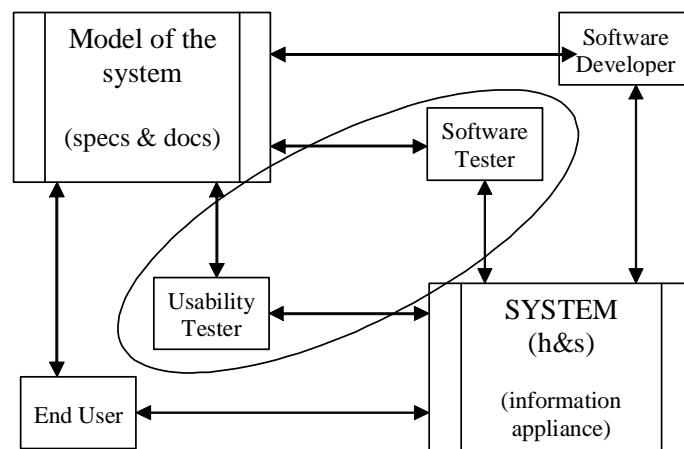 Model of the
system
(specs & docs)
Software
Developer
Software
Tester
Usability
Tester
SYSTEM
(h&s)
(information
appliance)
End User